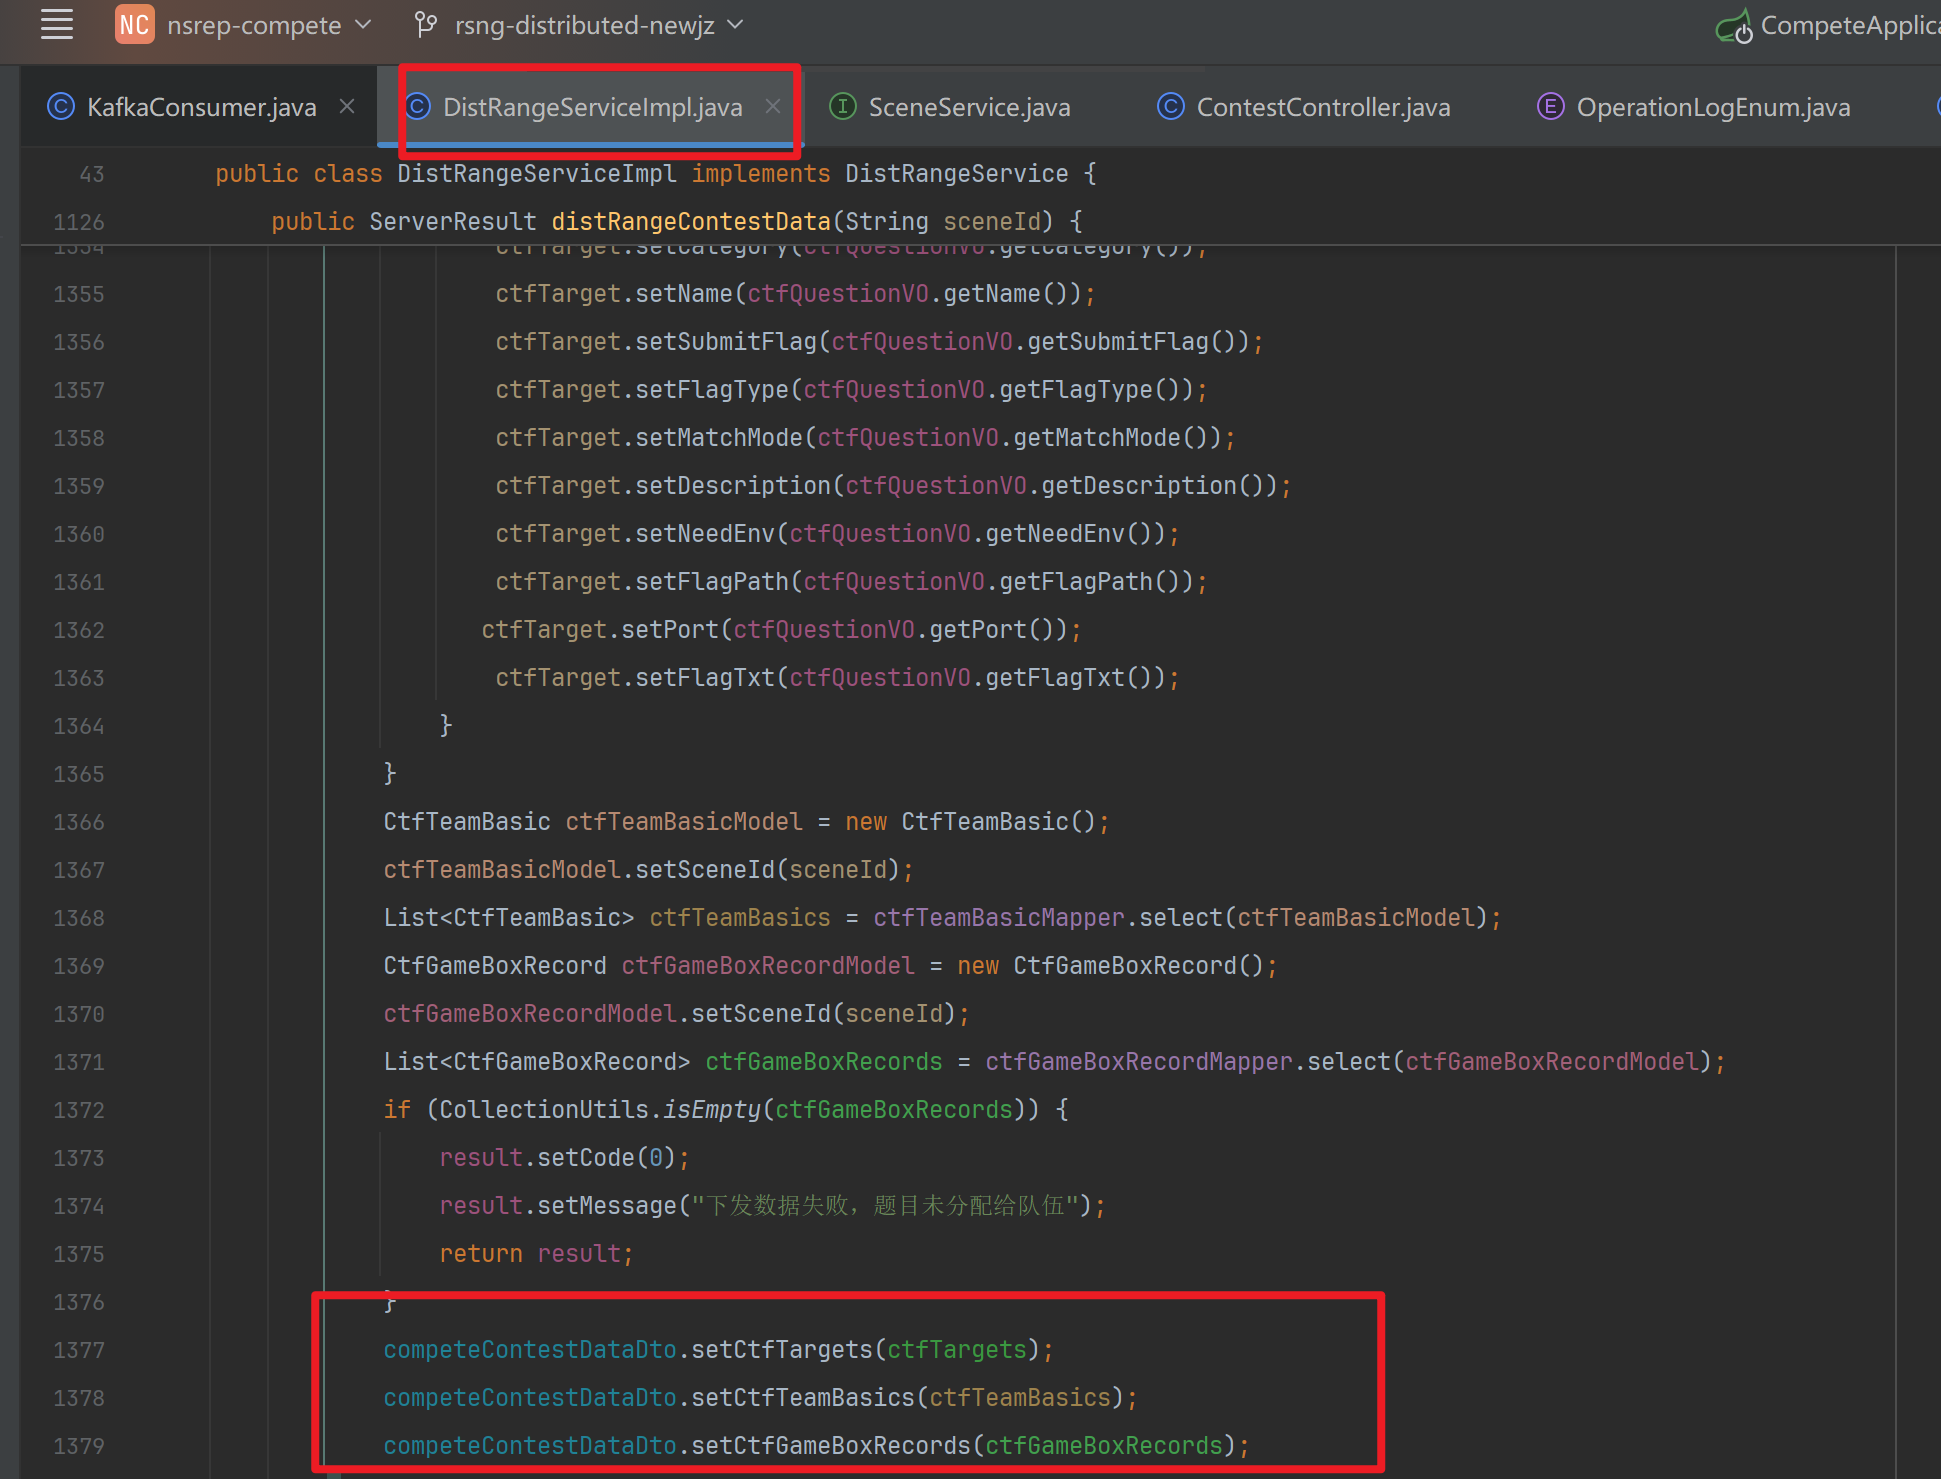 NC nsrep-compete rsng-distributed-newjz
KafkaConsumer.java DistRangeServiceImpl.java SceneService.java ContestController.java OperationLogEnum.java
43 public class DistRangeServiceImpl implements DistRangeService {
1126 public ServerResult distRangeContestData(String sceneId) {
1354 ctfTarget.setCategory(ctfQuestionVO.getCategory());
1355 ctfTarget.setName(ctfQuestionVO.getName());
1356 ctfTarget.setSubmitFlag(ctfQuestionVO.getSubmitFlag());
1357 ctfTarget.setFlagType(ctfQuestionVO.getFlagType());
1358 ctfTarget.setMatchMode(ctfQuestionVO.getMatchMode());
1359 ctfTarget.setDescription(ctfQuestionVO.getDescription());
1360 ctfTarget.setNeedEnv(ctfQuestionVO.getNeedEnv());
1361 ctfTarget.setFlagPath(ctfQuestionVO.getFlagPath());
1362 ctfTarget.setPort(ctfQuestionVO.getPort());
1363 ctfTarget.setFlagTxt(ctfQuestionVO.getFlagTxt());
1364 }
1365 }
1366 CtfTeamBasic ctfTeamBasicModel = new CtfTeamBasic();
1367 ctfTeamBasicModel.setSceneId(sceneId);
1368 List<CtfTeamBasic> ctfTeamBasics = ctfTeamBasicMapper.select(ctfTeamBasicModel);
1369 CtfGameBoxRecord ctfGameBoxRecordModel = new CtfGameBoxRecord();
1370 ctfGameBoxRecordModel.setSceneId(sceneId);
1371 List<CtfGameBoxRecord> ctfGameBoxRecords = ctfGameBoxRecordMapper.select(ctfGameBoxRecordModel);
1372 if (CollectionUtils.isEmpty(ctfGameBoxRecords)) {
1373 result.setCode(0);
1374 result.setMessage("下发数据失败，题目未分配给队伍");
1375 return result;
1376 }
1377 competeContestDataDto.setCtfTargets(ctfTargets);
1378 competeContestDataDto.setCtfTeamBasics(ctfTeamBasics);
1379 competeContestDataDto.setCtfGameBoxRecords(ctfGameBoxRecords);